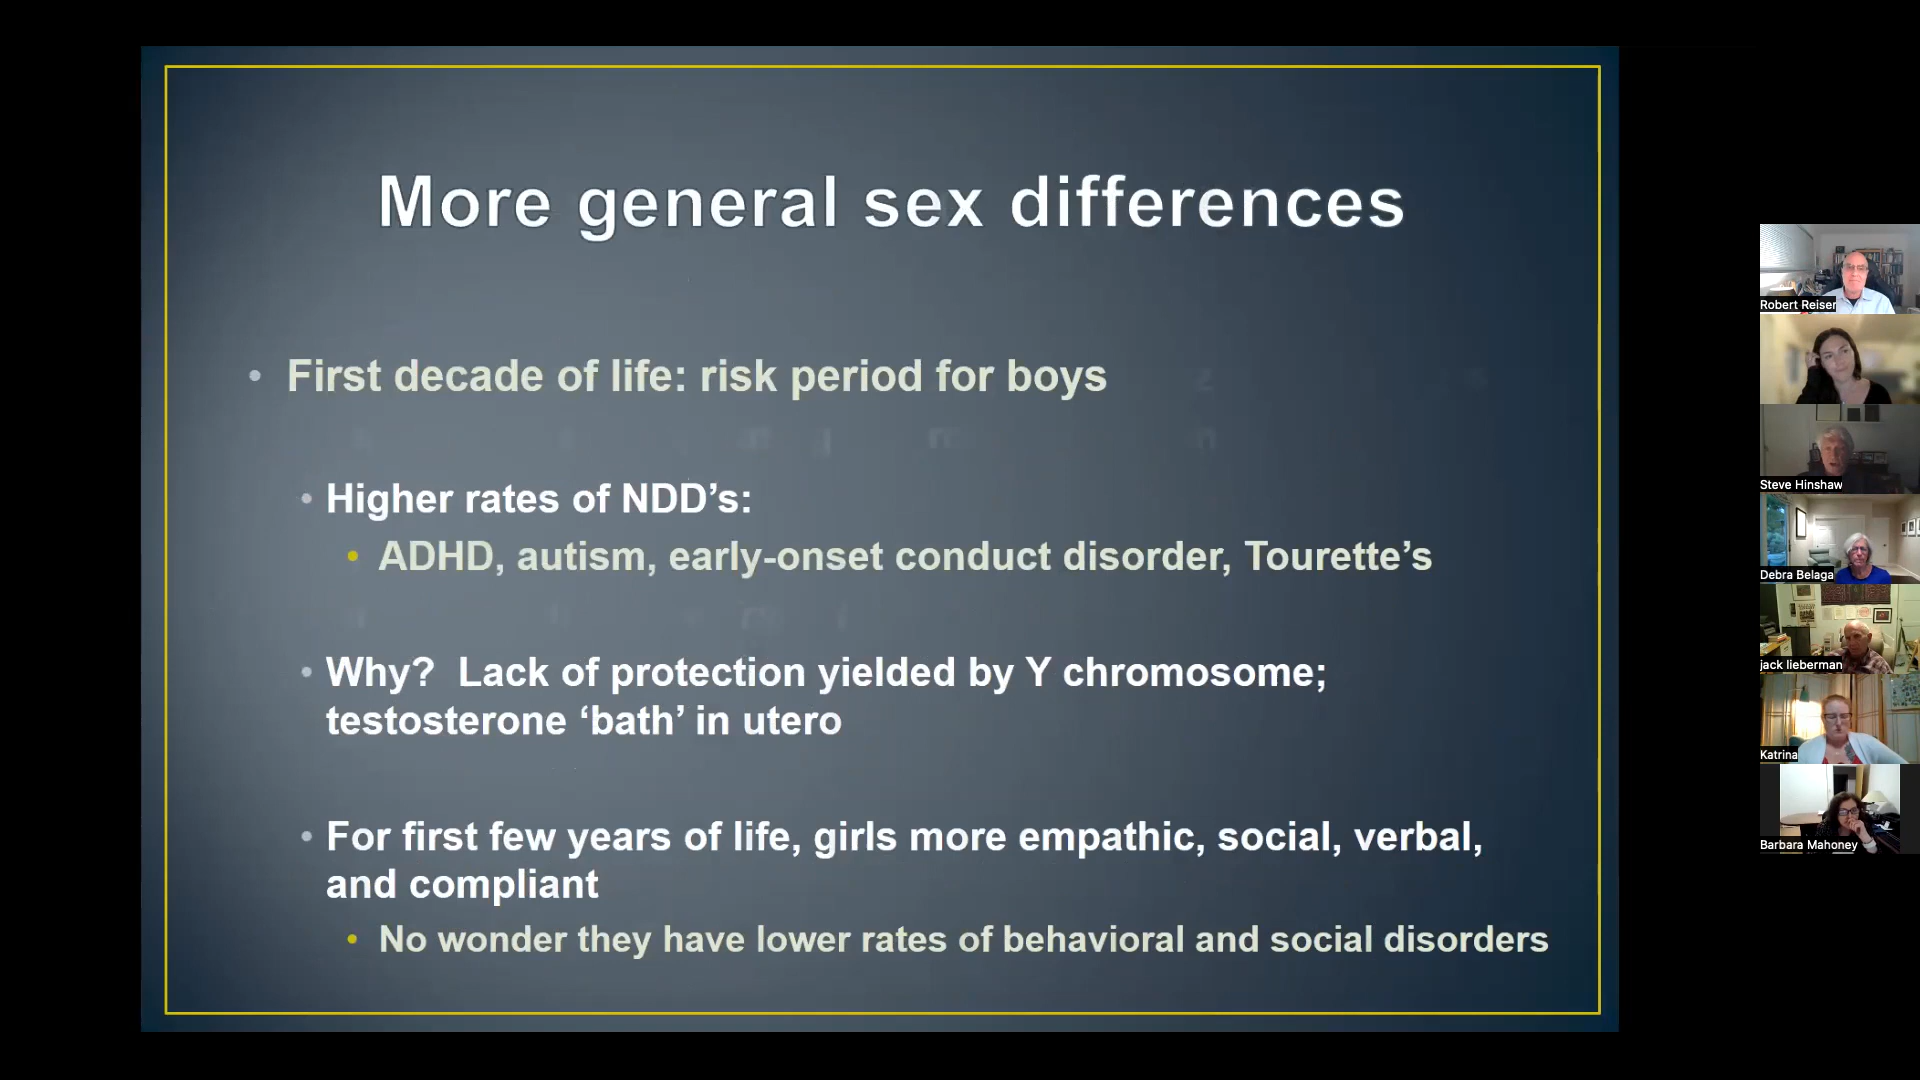 More general sex differences
• First decade of life: risk period for boys
• Higher rates of NDD’s:
• ADHD, autism, early-onset conduct disorder, Tourette’s
• Why?  Lack of protection yielded by Y chromosome;
testosterone ‘bath’ in utero
• For first few years of life, girls more empathic, social, verbal,
and compliant
• No wonder they have lower rates of behavioral and social disorders
Robert Reiser
Steve Hinshaw
Debra Belaga
jack lieberman
Katrina
Barbara Mahoney